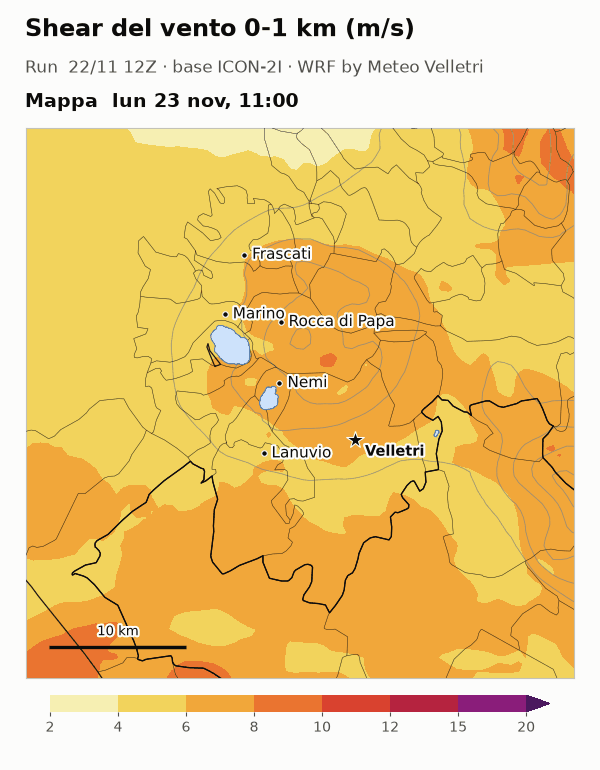 Shear del vento 0-1 km (m/s)
Run  22/11 12Z · base ICON-2I · WRF by Meteo Velletri
Mappa  lun 23 nov, 11:00
Frascati
Marino
Rocca di Papa
Nemi
Velletri
Lanuvio
10 km
2 4 6 8 10 12 15 20